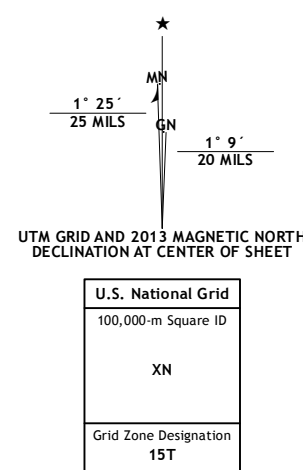 ★
MN
1° 25´
25 MILS
GN
1° 9´
20 MILS
UTM GRID AND 2013 MAGNETIC NORTH
DECLINATION AT CENTER OF SHEET
U.S. National Grid
100,000-m Square ID
XN
Grid Zone Designation
15T